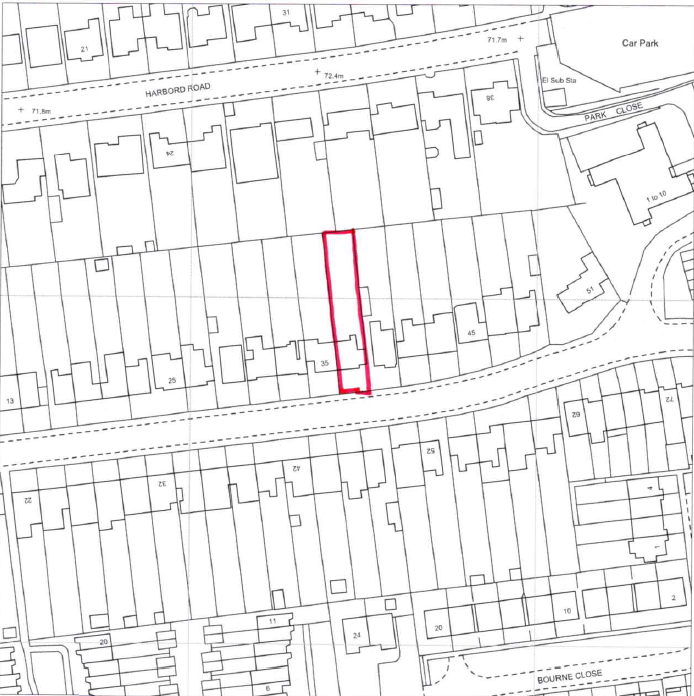 31
21
71.7m
Car Park
72.4m
El Sub Sta
HARBORD ROAD
71.8m
38
PARK CLOSE
24
1 to 10
51
45
35
25
13
72
62
52
42
32
22
4
1
2
10
11
20
24
20
6
BOURNE CLOSE